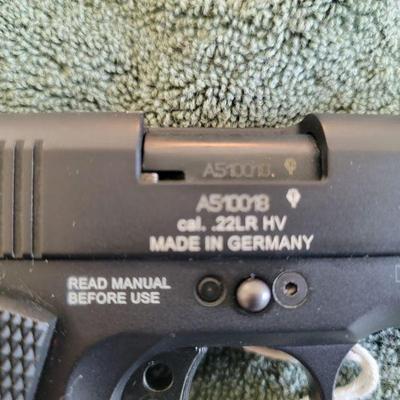 A510018
A510018
cal. .22LR HV
MADE IN GERMANY
READ MANUAL
BEFORE USE